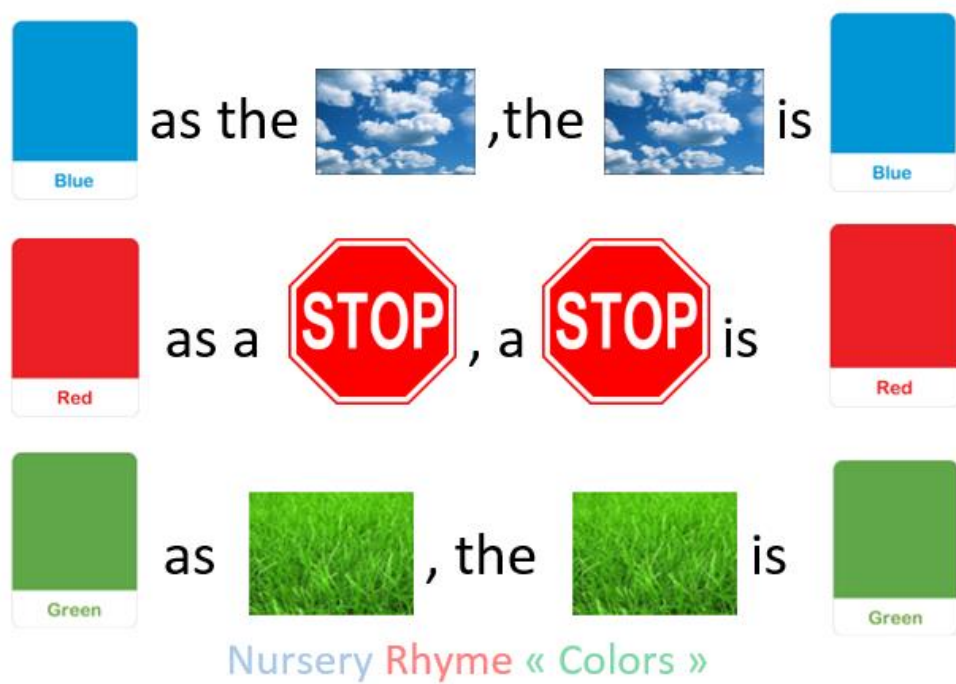 as the ,the is
Blue Blue
as a STOP , a STOP is
Red Red
as , the is
Green Green
Nursery Rhyme « Colors »